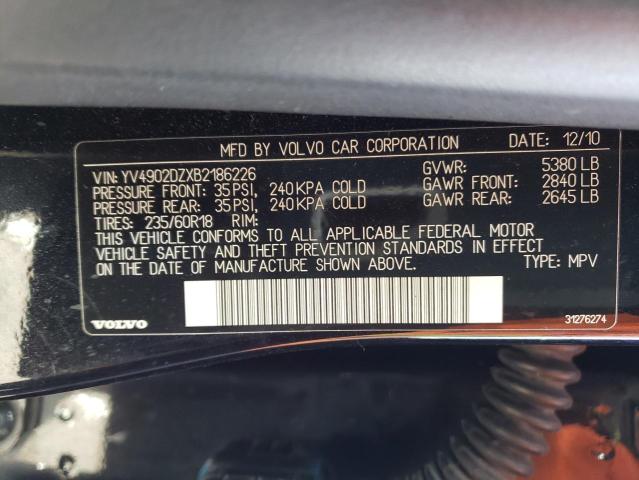 MFD BY VOLVO CAR CORPORATION DATE: 12/10
VIN: YV4902DZXB2186226 GVWR: 5380 LB
PRESSURE FRONT: 35 PSI, 240 KPA COLD GAWR FRONT: 2840 LB
PRESSURE REAR: 35 PSI, 240 KPA COLD GAWR REAR: 2645 LB
TIRES: 235/60R18 RIM:
THIS VEHICLE CONFORMS TO ALL APPLICABLE FEDERAL MOTOR
VEHICLE SAFETY AND THEFT PREVENTION STANDARDS IN EFFECT
ON THE DATE OF MANUFACTURE SHOWN ABOVE. TYPE: MPV
VOLVO 31276274